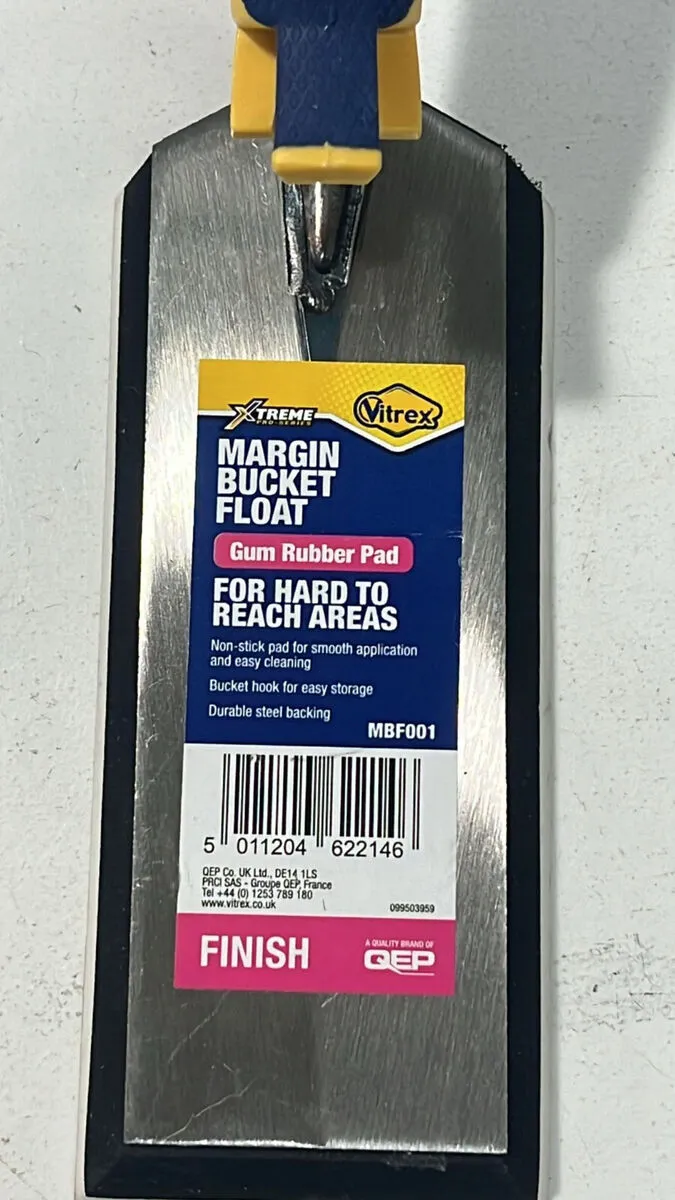 XTREME
PRO-SERIES
Vitrex
MARGIN
BUCKET
FLOAT
Gum Rubber Pad
FOR HARD TO
REACH AREAS
Non-stick pad for smooth application
and easy cleaning
Bucket hook for easy storage
Durable steel backing
MBF001
5 011204 622146
QEP Co. UK Ltd., DE14 1LS
PRCI SAS - Groupe QEP, France
Tel +44 (0) 1253 789 180
www.vitrex.co.uk
099503959
FINISH
A QUALITY BRAND OF
QEP